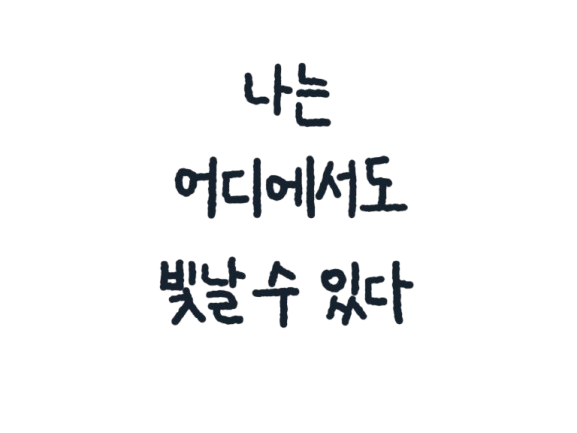 나는
어디에서도
빛날 수 있다